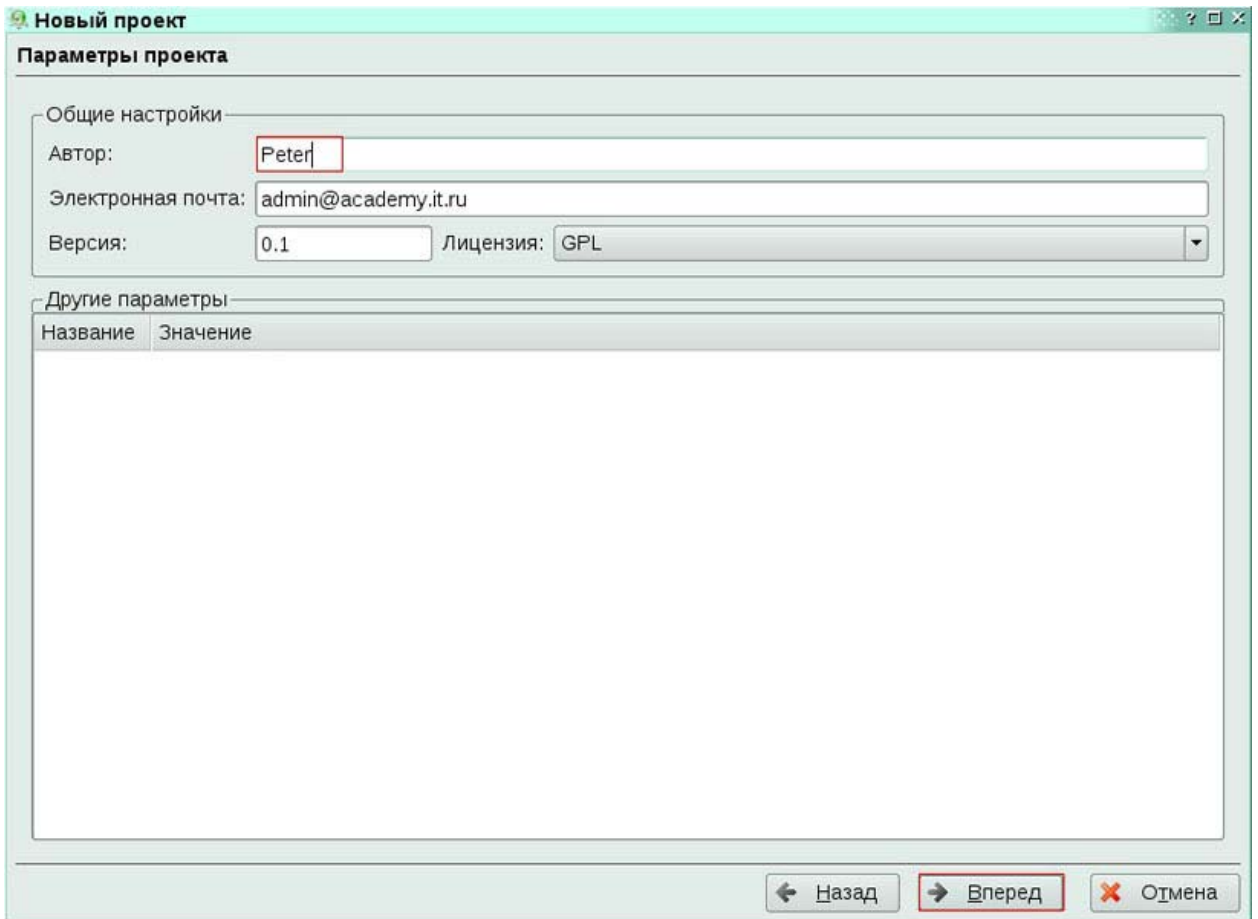 Новый проект
Параметры проекта
Общие настройки
Автор: Peter
Электронная почта: admin@academy.it.ru
Версия: 0.1 Лицензия: GPL
Другие параметры
Название Значение
Назад Вперед Отмена